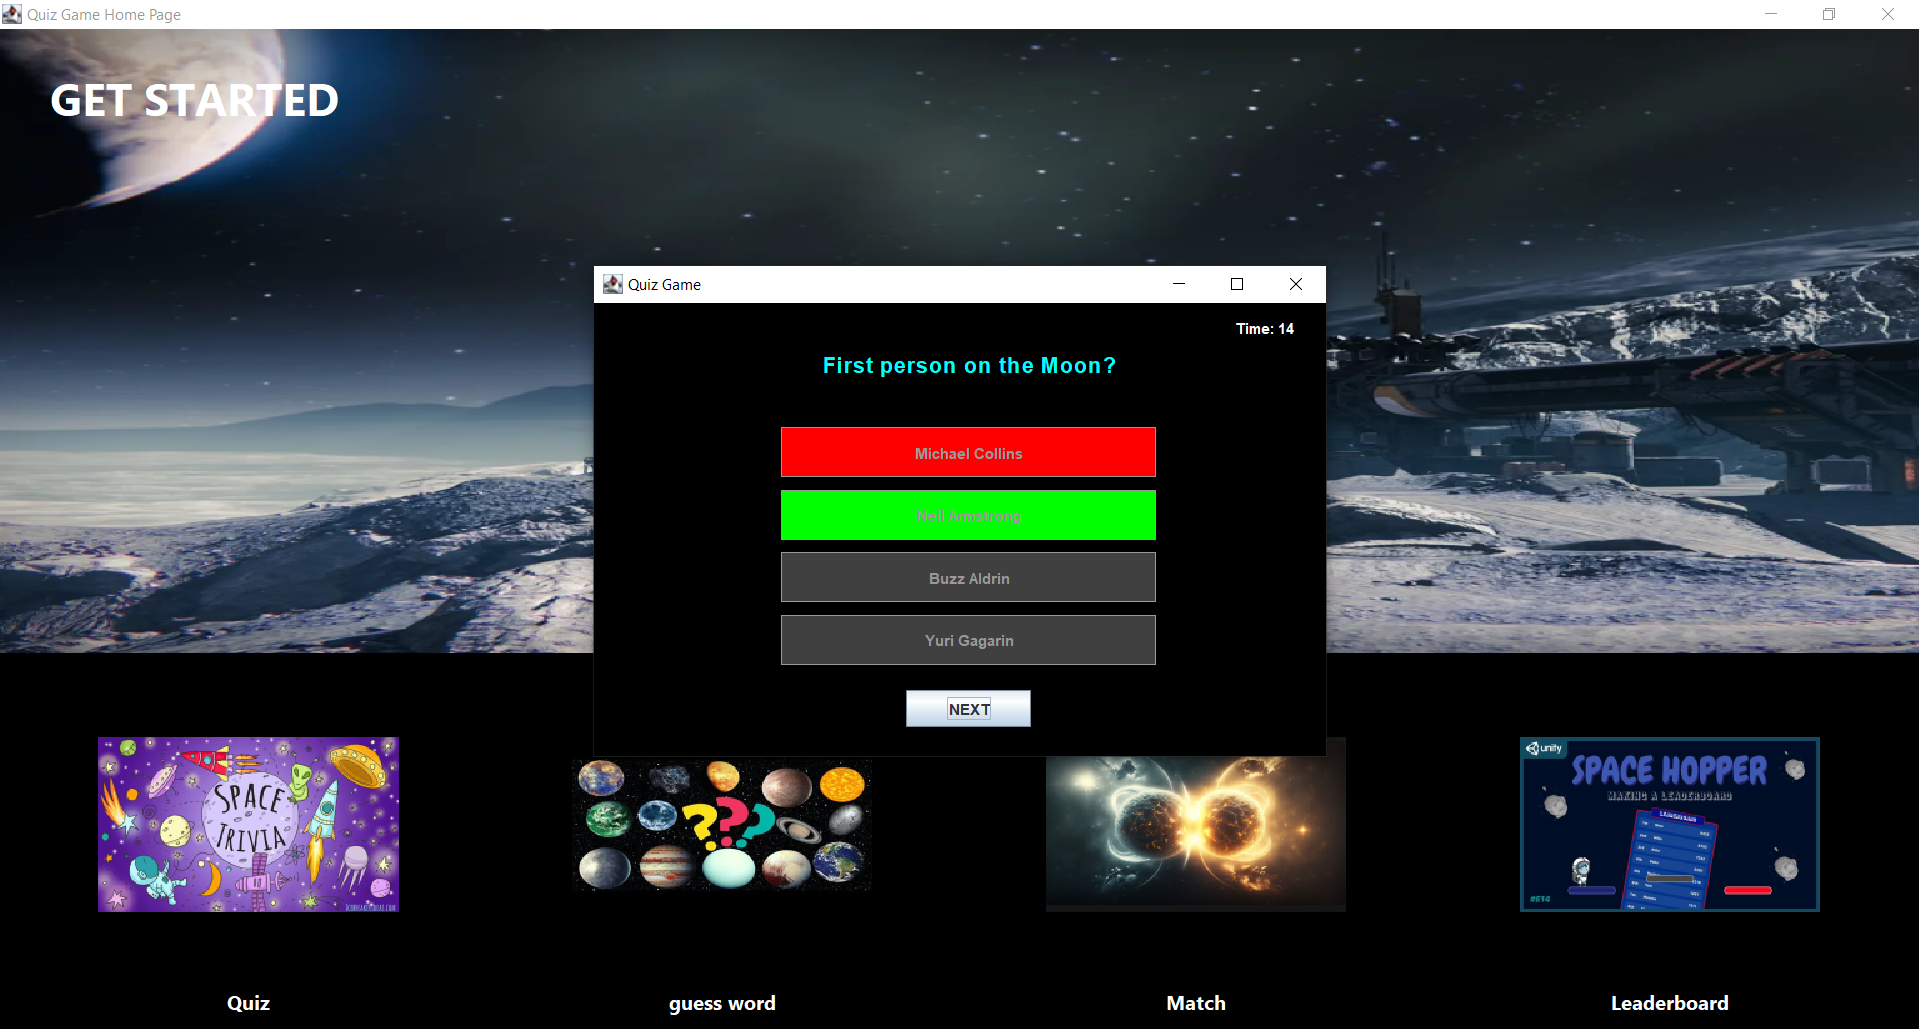 Quiz Game Home Page
GET STARTED
Quiz Game
Time: 14
First person on the Moon?
Michael Collins
Neil Armstrong
Buzz Aldrin
Yuri Gagarin
NEXT
SPACE
TRIVIA
???
unity
SPACE HOPPER
MAKING A LEADERBOARD
Quiz
guess word
Match
Leaderboard